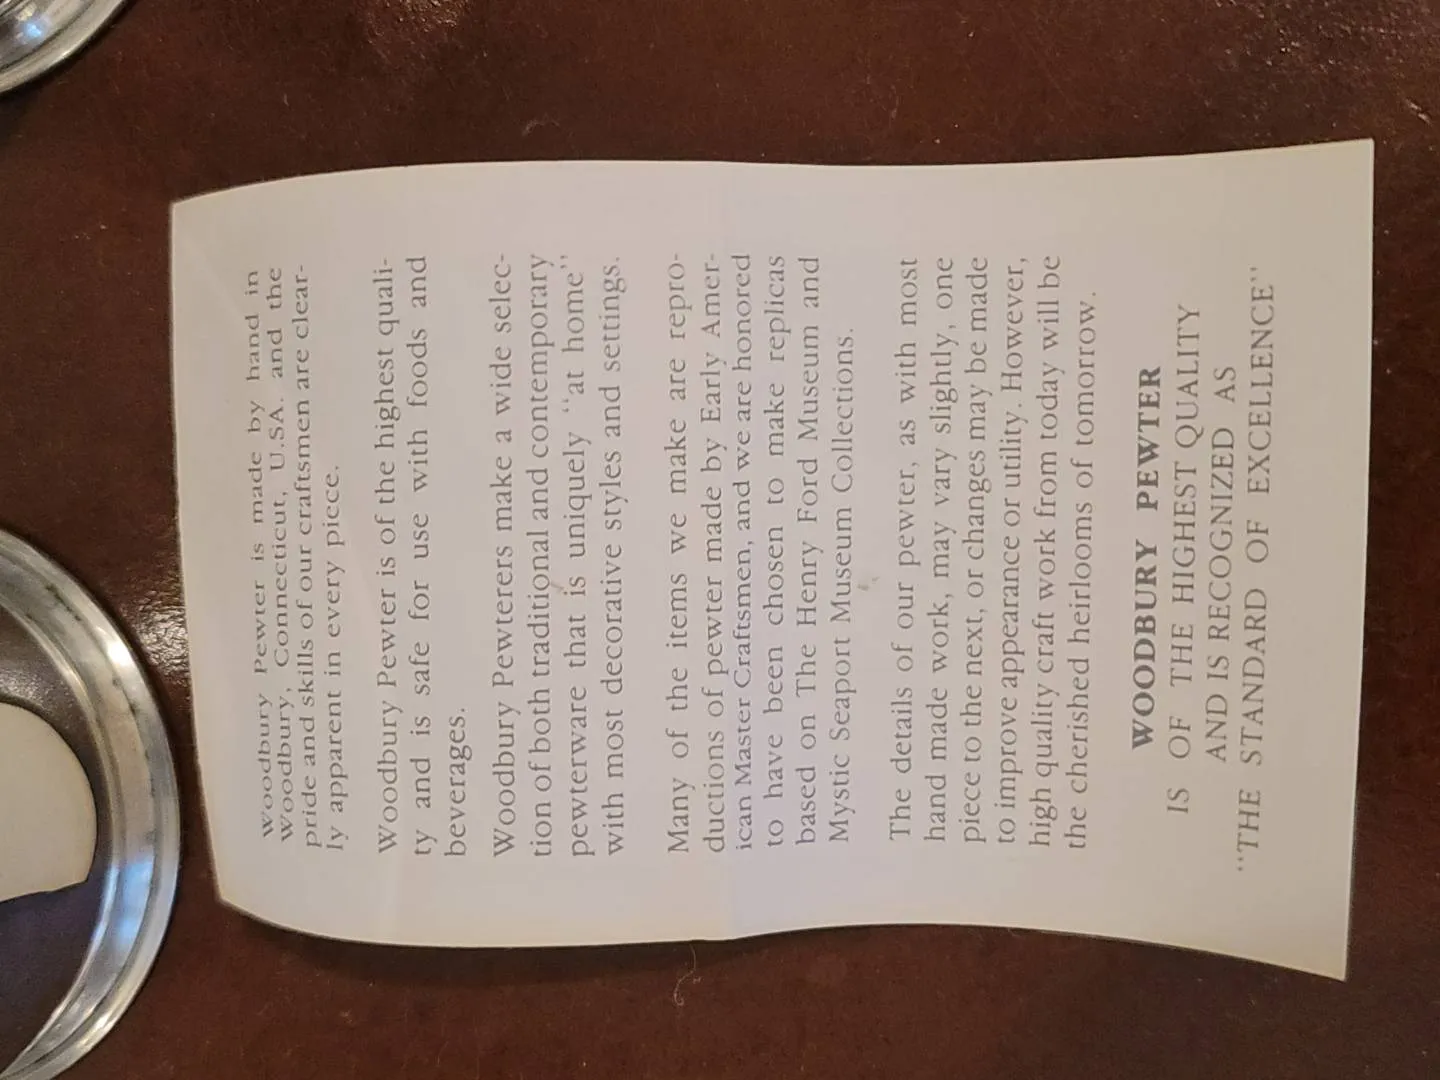 Woodbury Pewter is made by hand in
Woodbury, Connecticut, U.S.A. and the
pride and skills of our craftsmen are clear-
ly apparent in every piece.
Woodbury Pewter is of the highest quali-
ty and is safe for use with foods and
beverages.
Woodbury Pewterers make a wide selec-
tion of both traditional and contemporary
pewterware that is uniquely "at home"
with most decorative styles and settings.
Many of the items we make are repro-
ductions of pewter made by Early Amer-
ican Master Craftsmen, and we are honored
to have been chosen to make replicas
based on The Henry Ford Museum and
Mystic Seaport Museum Collections.
The details of our pewter, as with most
hand made work, may vary slightly, one
piece to the next, or changes may be made
to improve appearance or utility. However,
high quality craft work from today will be
the cherished heirlooms of tomorrow.
WOODBURY PEWTER
IS OF THE HIGHEST QUALITY
AND IS RECOGNIZED AS
"THE STANDARD OF EXCELLENCE"